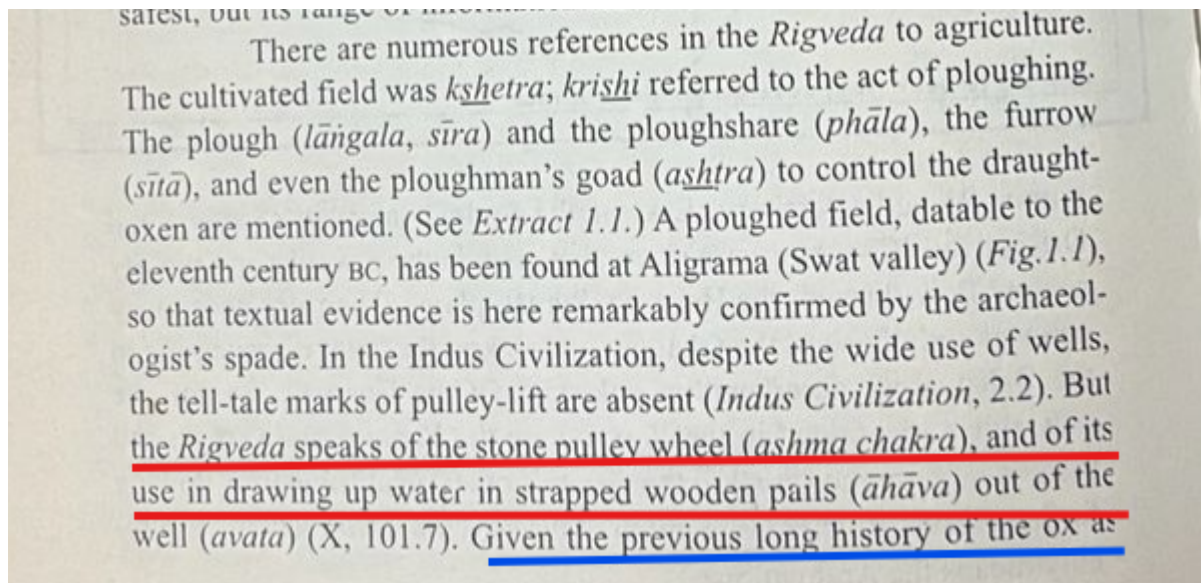 There are numerous references in the Rigveda to agriculture.
The cultivated field was kshetra; krishi referred to the act of ploughing.
The plough (lāṅgala, sīra) and the ploughshare (phāla), the furrow
(sītā), and even the ploughman's goad (ashtra) to control the draught-
oxen are mentioned. (See Extract 1.1.) A ploughed field, datable to the
eleventh century BC, has been found at Aligrama (Swat valley) (Fig.1.1),
so that textual evidence is here remarkably confirmed by the archaeol-
ogist's spade. In the Indus Civilization, despite the wide use of wells,
the tell-tale marks of pulley-lift are absent (Indus Civilization, 2.2). But
the Rigveda speaks of the stone pulley wheel (ashma chakra), and of its
use in drawing up water in strapped wooden pails (āhāva) out of the
well (avata) (X, 101.7). Given the previous long history of the ox as